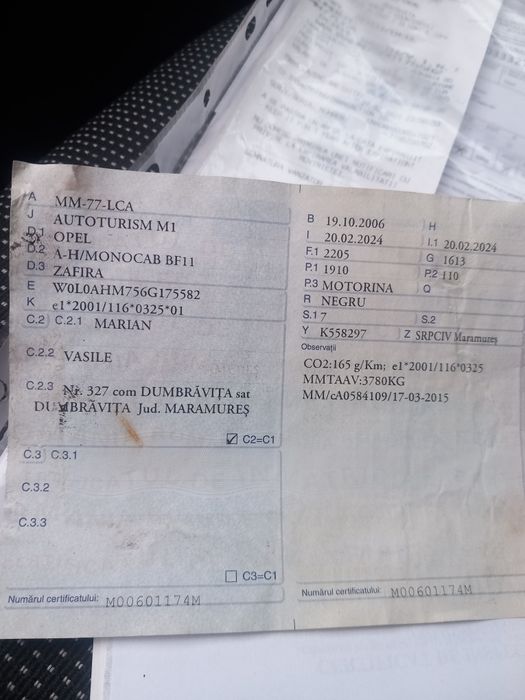 A MM-77-LCA
J AUTOTURISM M1
D.1 OPEL
D.2 A-H/MONOCAB BF11
D.3 ZAFIRA
E W0L0AHM756G175582
K e1*2001/116*0325*01
C.2 C.2.1 MARIAN
C.2.2 VASILE
C.2.3 Nr. 327 com DUMBRĂVIȚA sat
DUMBRĂVIȚA Jud. MARAMUREȘ
C2=C1
C.3 C.3.1
C.3.2
C.3.3
C3=C1
Numărul certificatului: M00601174M
B 19.10.2006 H
I 20.02.2024 I.1 20.02.2024
F.1 2205 G 1613
P.1 1910 P.2 110
P.3 MOTORINA Q
R NEGRU
S.1 7 S.2
Y K558297 Z SRPCIV Maramureș
Observații
CO2:165 g/Km; e1*2001/116*0325
MMTAAV:3780KG
MM/cA0584109/17-03-2015
Numărul certificatului: M00601174M